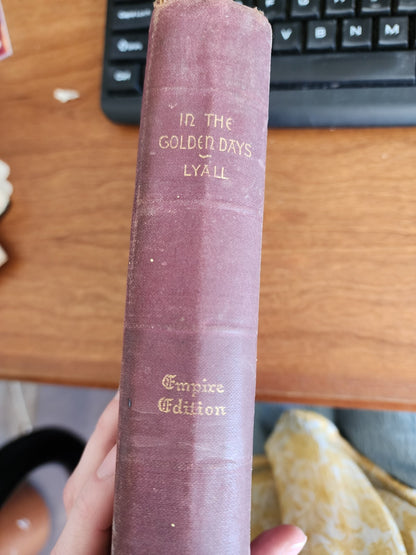 IN THE
GOLDEN DAYS
LYALL
Empire
Edition
V B N M